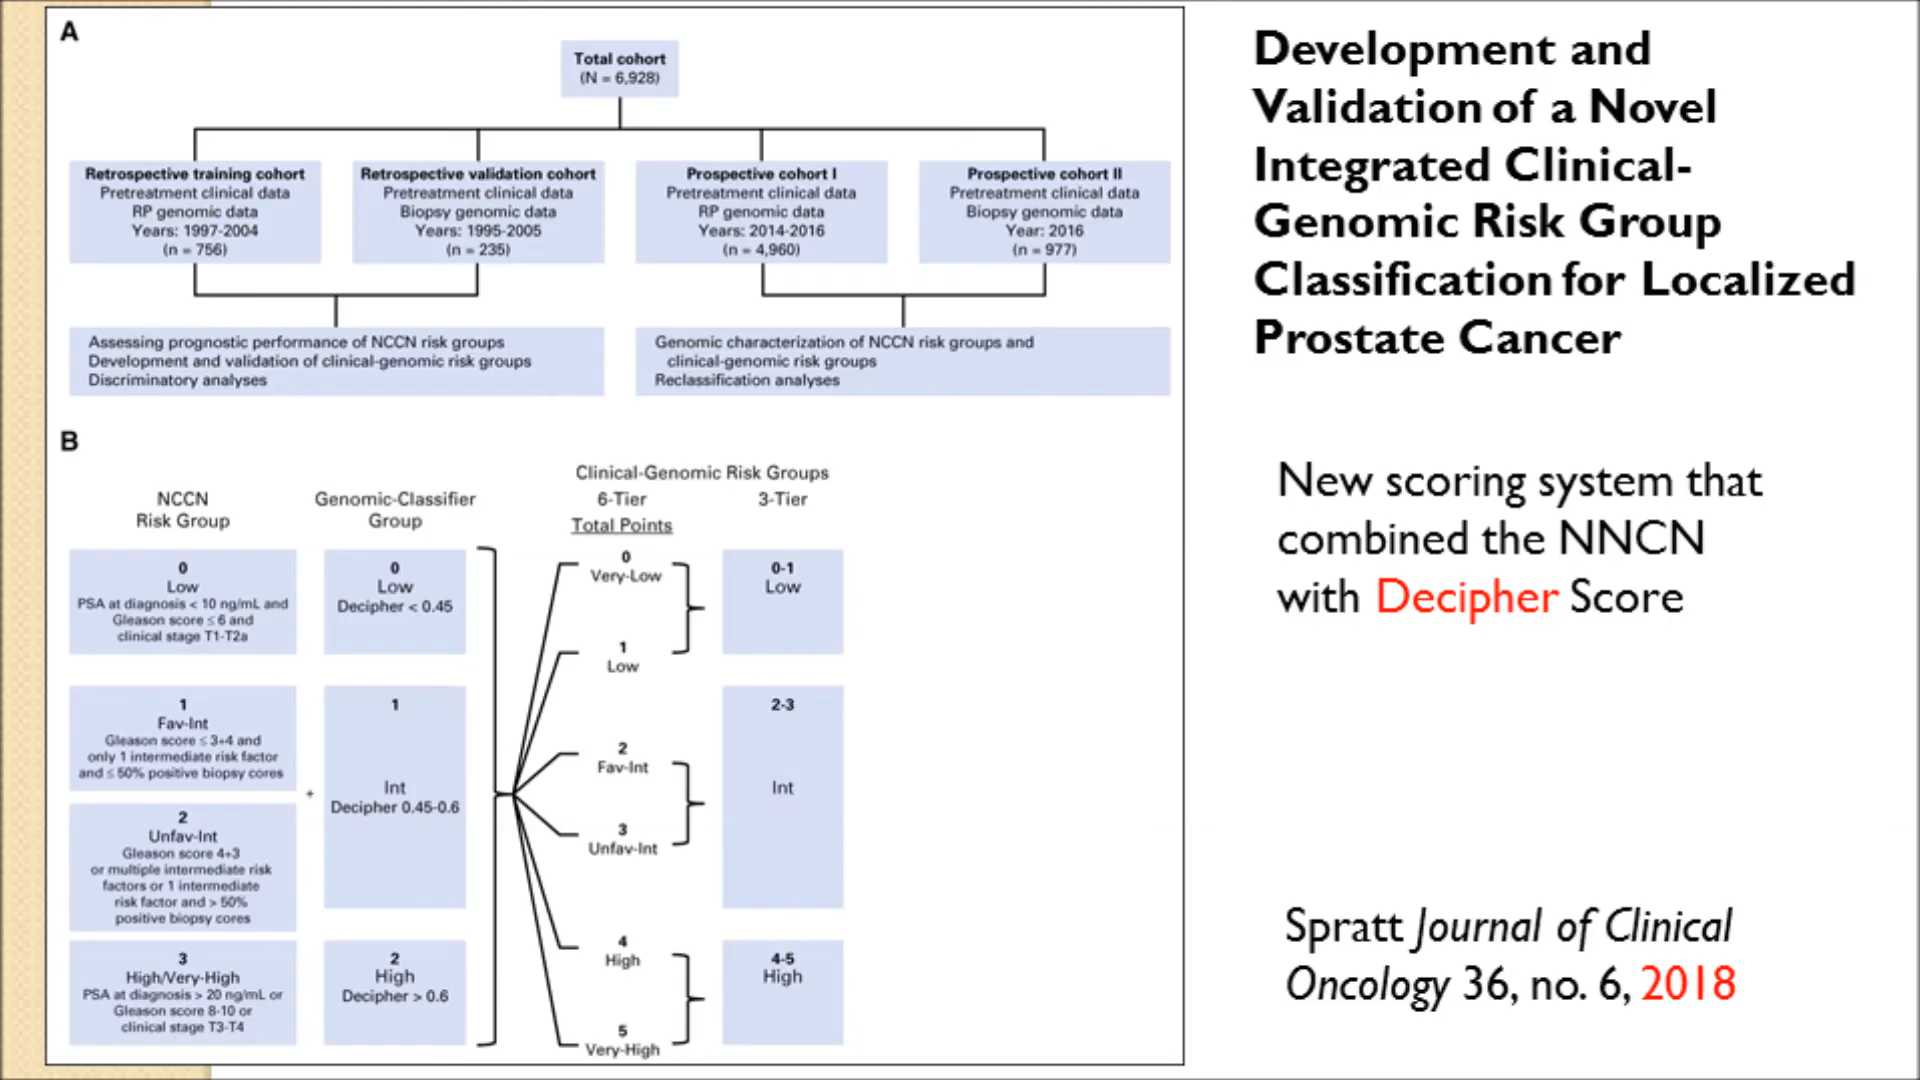 A
Total cohort
(N = 6,928)
Retrospective training cohort
Pretreatment clinical data
RP genomic data
Years: 1997-2004
(n = 756)
Retrospective validation cohort
Pretreatment clinical data
Biopsy genomic data
Years: 1995-2005
(n = 235)
Prospective cohort I
Pretreatment clinical data
RP genomic data
Years: 2014-2016
(n = 4,960)
Prospective cohort II
Pretreatment clinical data
Biopsy genomic data
Year: 2016
(n = 977)
Assessing prognostic performance of NCCN risk groups
Development and validation of clinical-genomic risk groups
Discriminatory analyses
Genomic characterization of NCCN risk groups and
clinical-genomic risk groups
Reclassification analyses
B
NCCN
Risk Group
0
Low
PSA at diagnosis < 10 ng/mL and
Gleason score ≤ 6 and
clinical stage T1-T2a
1
Fav-Int
Gleason score ≤ 3+4 and
only 1 intermediate risk factor
and ≤ 50% positive biopsy cores
2
Unfav-Int
Gleason score 4+3
or multiple intermediate risk
factors or 1 intermediate
risk factor and > 50%
positive biopsy cores
3
High/Very-High
PSA at diagnosis > 20 ng/mL or
Gleason score 8-10 or
clinical stage T3-T4
+
Genomic-Classifier
Group
0
Low
Decipher < 0.45
1
Int
Decipher 0.45-0.6
2
High
Decipher > 0.6
Clinical-Genomic Risk Groups
6-Tier
Total Points
0
Very-Low
1
Low
2
Fav-Int
3
Unfav-Int
4
High
5
Very-High
3-Tier
0-1
Low
2-3
Int
4-5
High
Development and
Validation of a Novel
Integrated Clinical-
Genomic Risk Group
Classification for Localized
Prostate Cancer
New scoring system that
combined the NNCN
with Decipher Score
Spratt Journal of Clinical
Oncology 36, no. 6, 2018